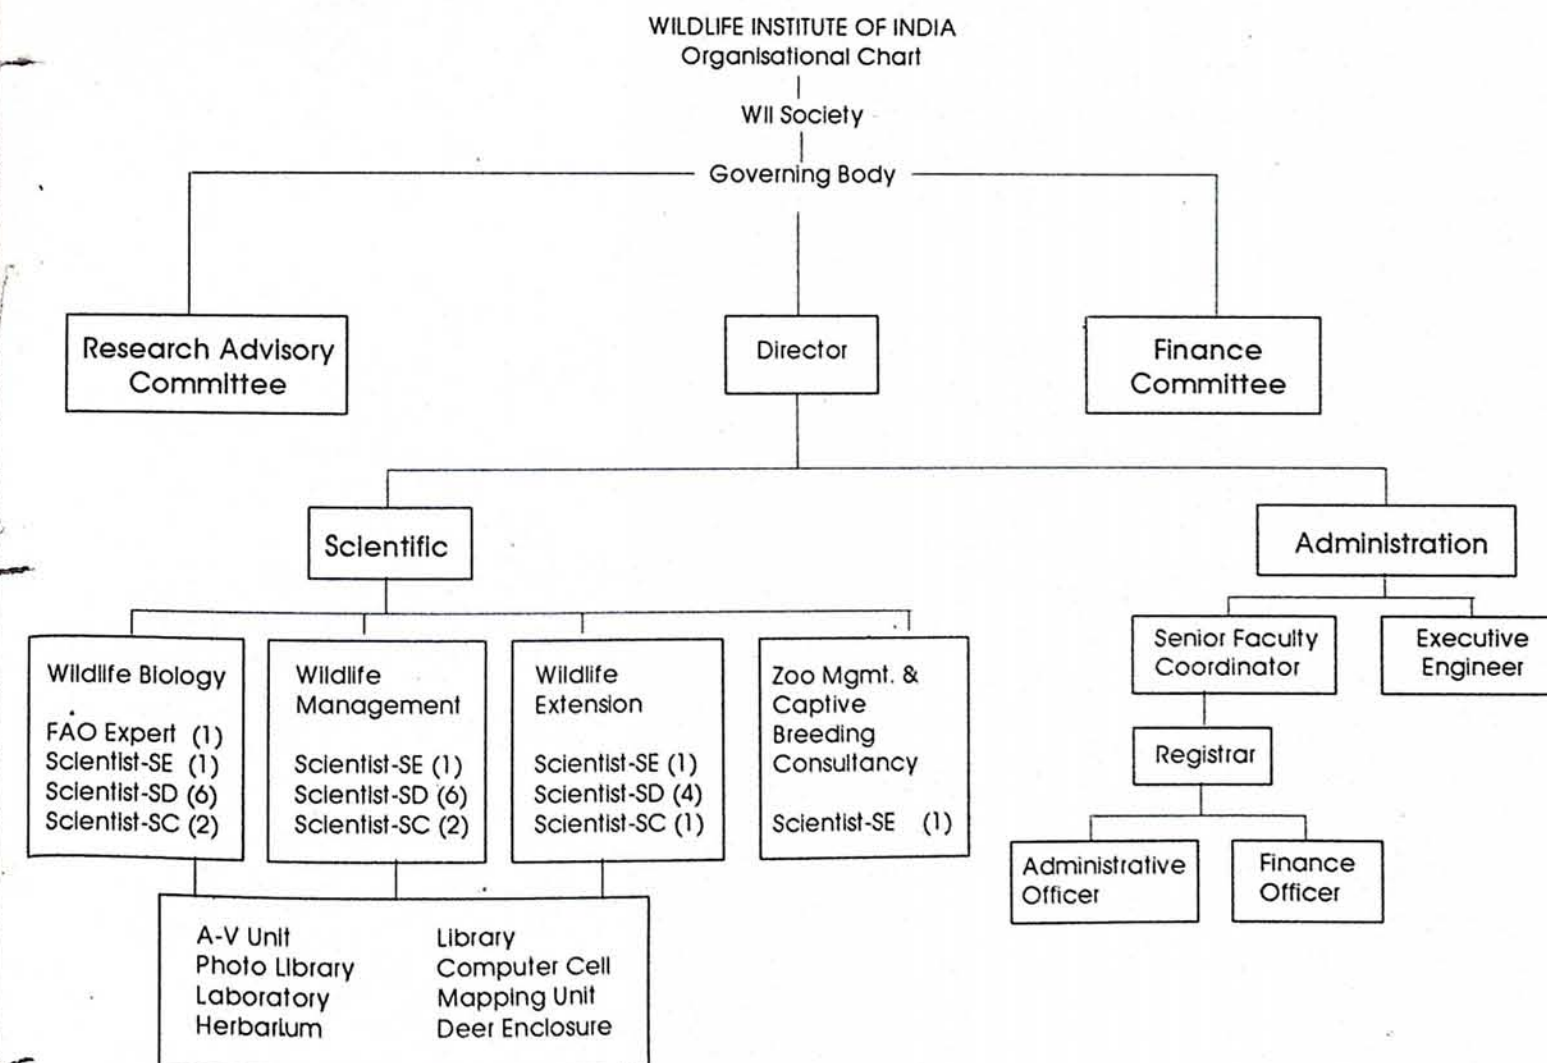 WILDLIFE INSTITUTE OF INDIA
Organisational Chart
WII Society
Governing Body
Research Advisory
Committee
Director
Finance
Committee
Scientific
Administration
Wildlife Biology
FAO Expert (1)
Scientist-SE (1)
Scientist-SD (6)
Scientist-SC (2)
Wildlife
Management
Scientist-SE (1)
Scientist-SD (6)
Scientist-SC (2)
Wildlife
Extension
Scientist-SE (1)
Scientist-SD (4)
Scientist-SC (1)
Zoo Mgmt. &
Captive
Breeding
Consultancy
Scientist-SE (1)
Senior Faculty
Coordinator
Executive
Engineer
Registrar
Administrative
Officer
Finance
Officer
A-V Unit
Photo Library
Laboratory
Herbarium
Library
Computer Cell
Mapping Unit
Deer Enclosure